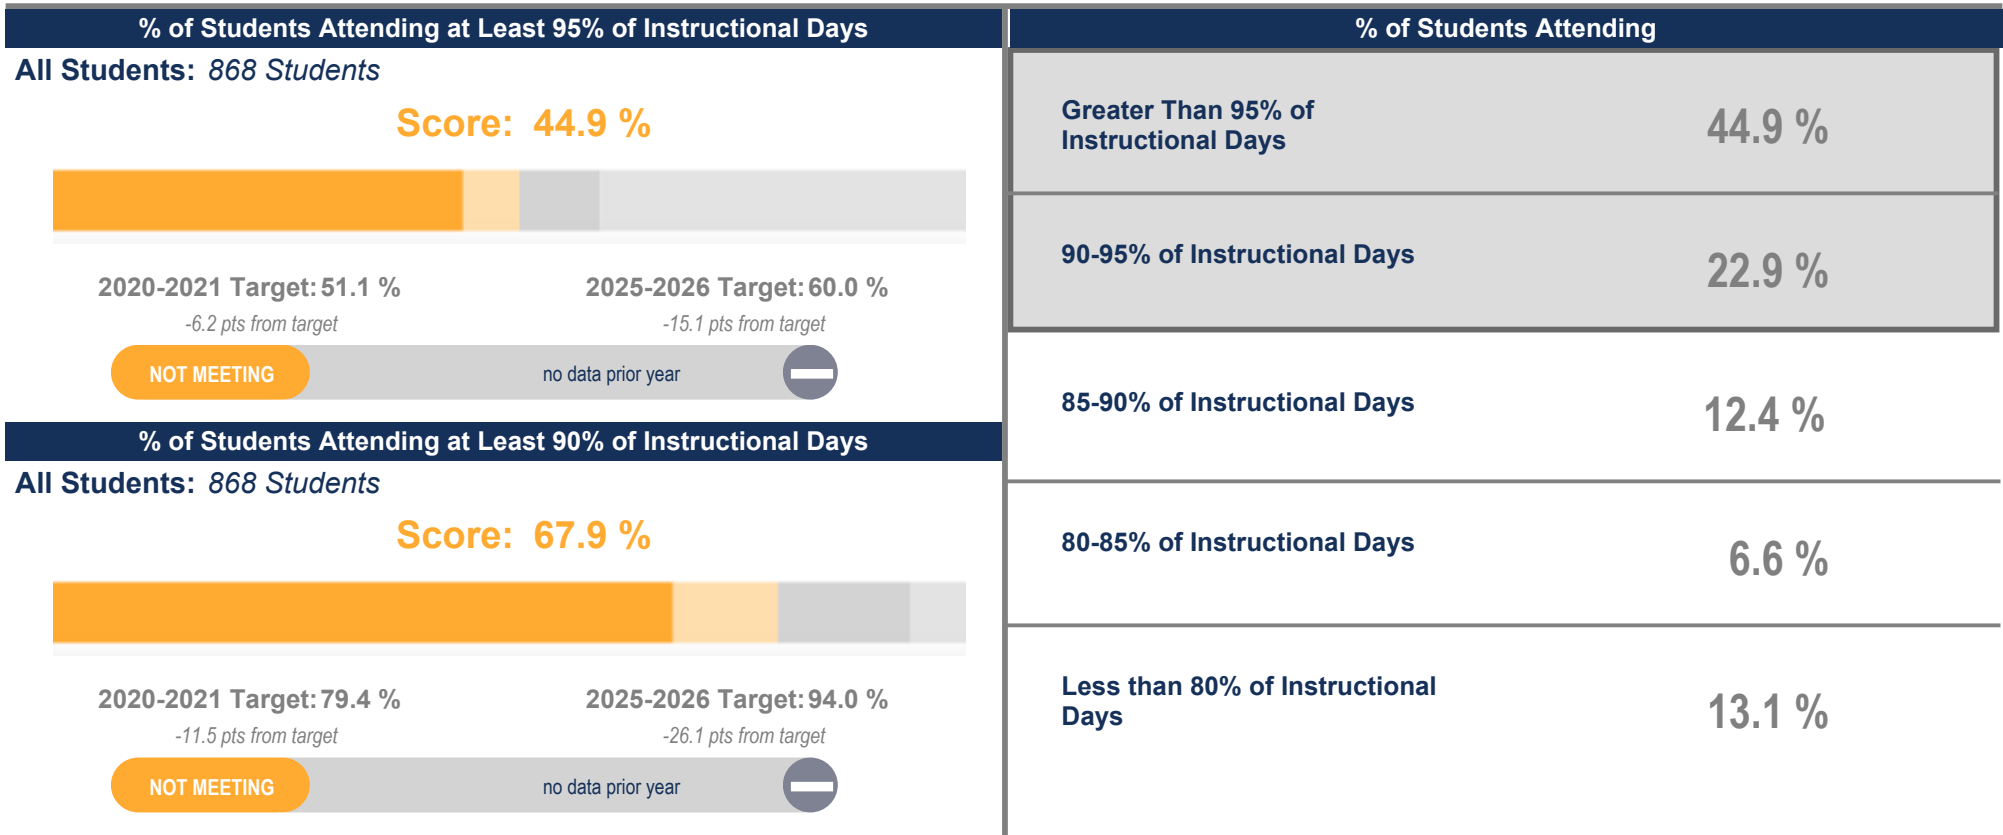 % of Students Attending at Least 95% of Instructional Days
All Students: 868 Students
Score: 44.9 %
2020-2021 Target: 51.1 %
-6.2 pts from target
2025-2026 Target: 60.0 %
-15.1 pts from target
NOT MEETING
no data prior year
% of Students Attending at Least 90% of Instructional Days
All Students: 868 Students
Score: 67.9 %
2020-2021 Target: 79.4 %
-11.5 pts from target
2025-2026 Target: 94.0 %
-26.1 pts from target
NOT MEETING
no data prior year
% of Students Attending
Greater Than 95% of
Instructional Days
44.9 %
90-95% of Instructional Days
22.9 %
85-90% of Instructional Days
12.4 %
80-85% of Instructional Days
6.6 %
Less than 80% of Instructional
Days
13.1 %